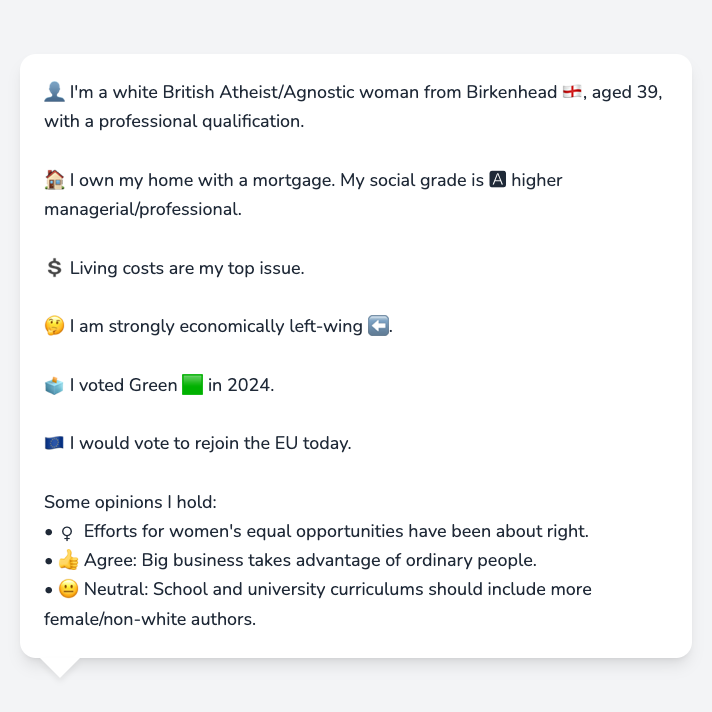 👤 I'm a white British Atheist/Agnostic woman from Birkenhead 🏴󠁧󠁢󠁥󠁮󠁧󠁿, aged 39,
with a professional qualification.
🏠 I own my home with a mortgage. My social grade is 🅰 higher
managerial/professional.
💲 Living costs are my top issue.
🤔 I am strongly economically left-wing ⬅️.
🗳️ I voted Green 🟩 in 2024.
🇪🇺 I would vote to rejoin the EU today.
Some opinions I hold:
• ♀ Efforts for women's equal opportunities have been about right.
• 👍 Agree: Big business takes advantage of ordinary people.
• 😐 Neutral: School and university curriculums should include more
female/non-white authors.